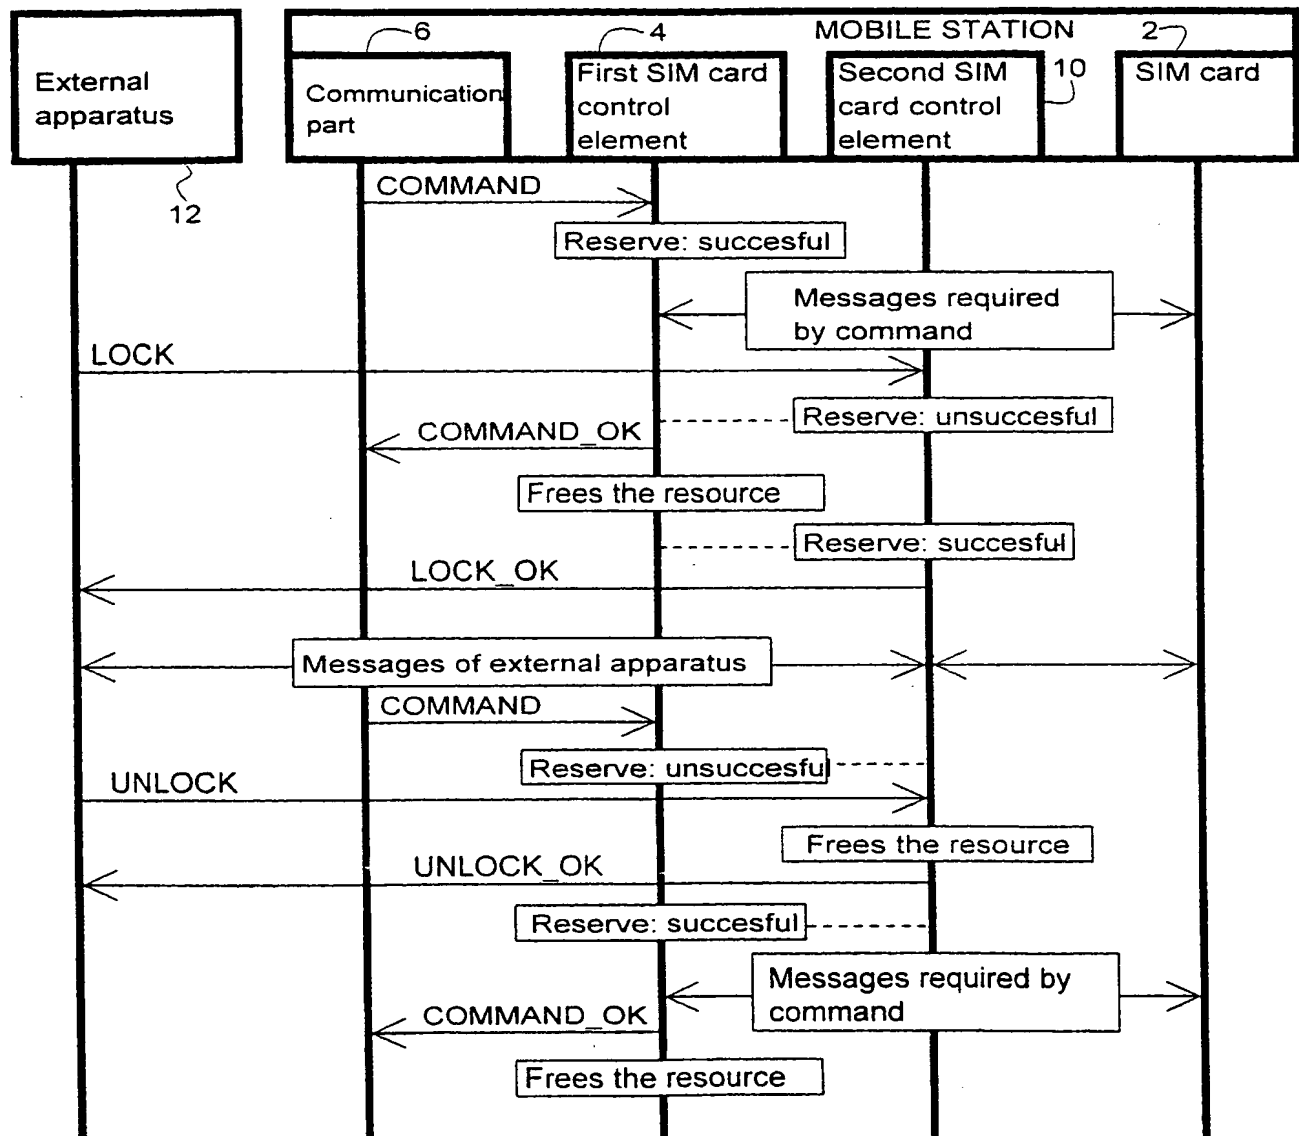 MOBILE STATION
6
4
2
10
External
apparatus
Communication
part
First SIM card
control
element
Second SIM
card control
element
SIM card
12
COMMAND
Reserve: succesful
Messages required
by command
LOCK
Reserve: unsuccesful
COMMAND_OK
Frees the resource
Reserve: succesful
LOCK_OK
Messages of external apparatus
COMMAND
Reserve: unsuccesful
UNLOCK
Frees the resource
UNLOCK_OK
Reserve: succesful
Messages required by
command
COMMAND_OK
Frees the resource